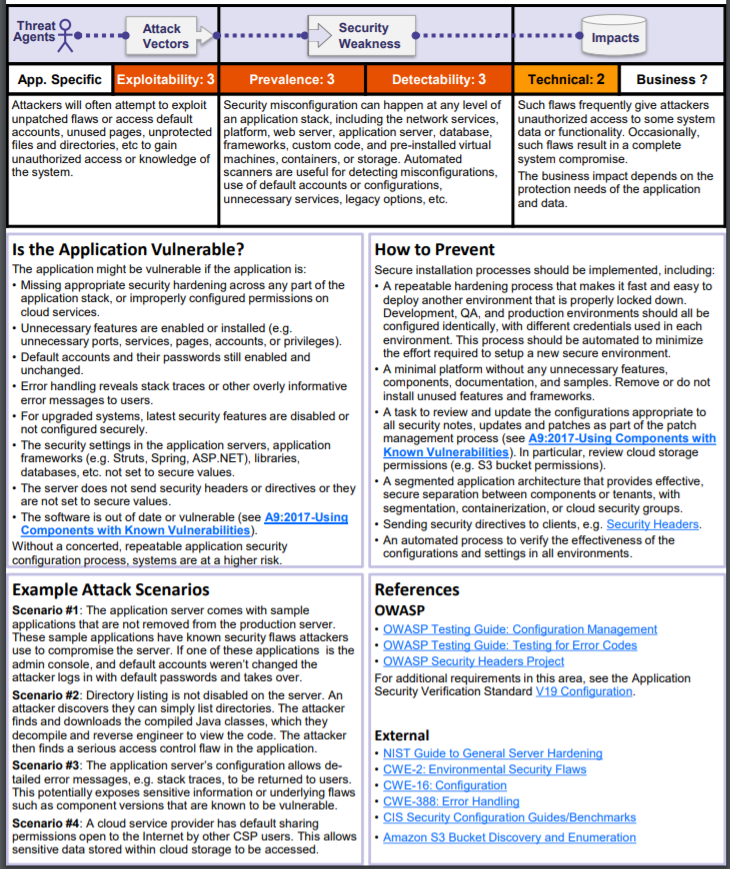 Threat
Agents
Attack
Vectors
Security
Weakness
Impacts
App. Specific
Exploitability: 3
Prevalence: 3
Detectability: 3
Technical: 2
Business ?
Attackers will often attempt to exploit
unpatched flaws or access default
accounts, unused pages, unprotected
files and directories, etc to gain
unauthorized access or knowledge of
the system.
Security misconfiguration can happen at any level of
an application stack, including the network services,
platform, web server, application server, database,
frameworks, custom code, and pre-installed virtual
machines, containers, or storage. Automated
scanners are useful for detecting misconfigurations,
use of default accounts or configurations,
unnecessary services, legacy options, etc.
Such flaws frequently give attackers
unauthorized access to some system
data or functionality. Occasionally,
such flaws result in a complete
system compromise.
The business impact depends on the
protection needs of the application
and data.
Is the Application Vulnerable?
The application might be vulnerable if the application is:
• Missing appropriate security hardening across any part of the
application stack, or improperly configured permissions on
cloud services.
• Unnecessary features are enabled or installed (e.g.
unnecessary ports, services, pages, accounts, or privileges).
• Default accounts and their passwords still enabled and
unchanged.
• Error handling reveals stack traces or other overly informative
error messages to users.
• For upgraded systems, latest security features are disabled or
not configured securely.
• The security settings in the application servers, application
frameworks (e.g. Struts, Spring, ASP.NET), libraries,
databases, etc. not set to secure values.
• The server does not send security headers or directives or they
are not set to secure values.
• The software is out of date or vulnerable (see A9:2017-Using
Components with Known Vulnerabilities).
Without a concerted, repeatable application security
configuration process, systems are at a higher risk.
How to Prevent
Secure installation processes should be implemented, including:
• A repeatable hardening process that makes it fast and easy to
deploy another environment that is properly locked down.
Development, QA, and production environments should all be
configured identically, with different credentials used in each
environment. This process should be automated to minimize
the effort required to setup a new secure environment.
• A minimal platform without any unnecessary features,
components, documentation, and samples. Remove or do not
install unused features and frameworks.
• A task to review and update the configurations appropriate to
all security notes, updates and patches as part of the patch
management process (see A9:2017-Using Components with
Known Vulnerabilities). In particular, review cloud storage
permissions (e.g. S3 bucket permissions).
• A segmented application architecture that provides effective,
secure separation between components or tenants, with
segmentation, containerization, or cloud security groups.
• Sending security directives to clients, e.g. Security Headers.
• An automated process to verify the effectiveness of the
configurations and settings in all environments.
Example Attack Scenarios
Scenario #1: The application server comes with sample
applications that are not removed from the production server.
These sample applications have known security flaws attackers
use to compromise the server. If one of these applications is the
admin console, and default accounts weren't changed the
attacker logs in with default passwords and takes over.
Scenario #2: Directory listing is not disabled on the server. An
attacker discovers they can simply list directories. The attacker
finds and downloads the compiled Java classes, which they
decompile and reverse engineer to view the code. The attacker
then finds a serious access control flaw in the application.
Scenario #3: The application server's configuration allows de-
tailed error messages, e.g. stack traces, to be returned to users.
This potentially exposes sensitive information or underlying flaws
such as component versions that are known to be vulnerable.
Scenario #4: A cloud service provider has default sharing
permissions open to the Internet by other CSP users. This allows
sensitive data stored within cloud storage to be accessed.
References
OWASP
• OWASP Testing Guide: Configuration Management
• OWASP Testing Guide: Testing for Error Codes
• OWASP Security Headers Project
For additional requirements in this area, see the Application
Security Verification Standard V19 Configuration.
External
• NIST Guide to General Server Hardening
• CWE-2: Environmental Security Flaws
• CWE-16: Configuration
• CWE-388: Error Handling
• CIS Security Configuration Guides/Benchmarks
• Amazon S3 Bucket Discovery and Enumeration